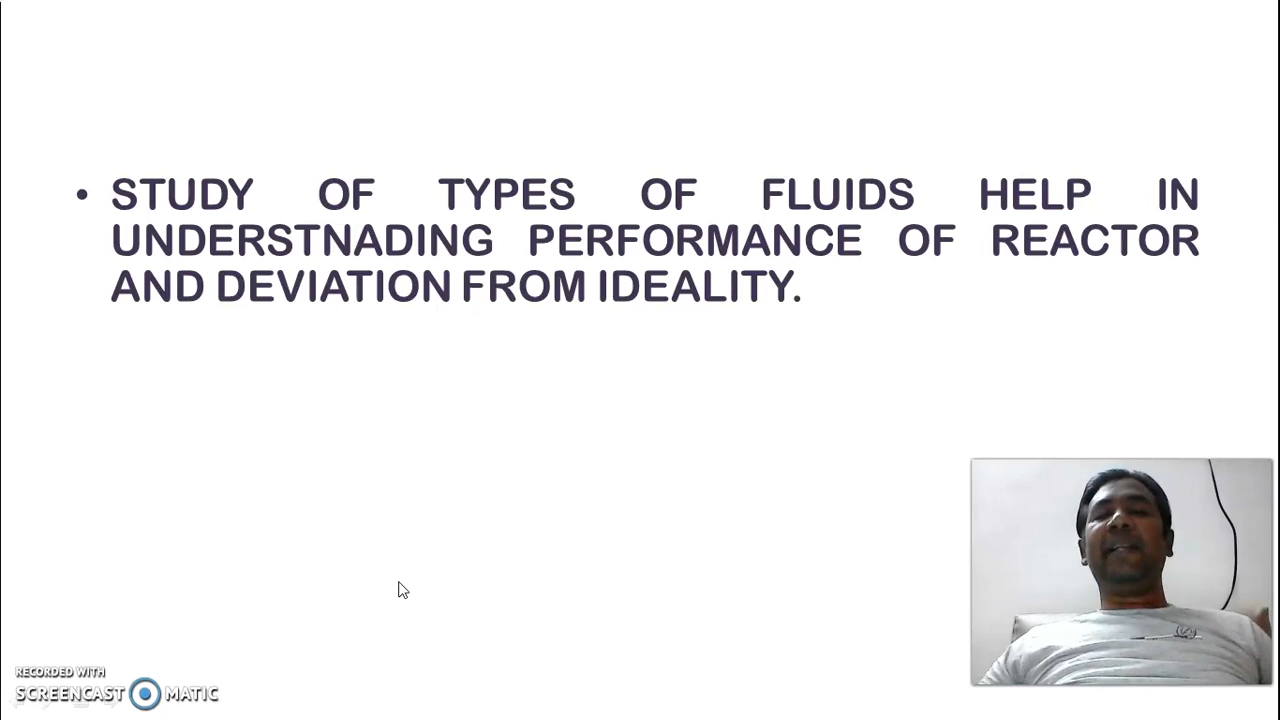 • STUDY OF TYPES OF FLUIDS HELP IN
UNDERSTNADING PERFORMANCE OF REACTOR
AND DEVIATION FROM IDEALITY.
RECORDED WITH
SCREENCAST MATIC